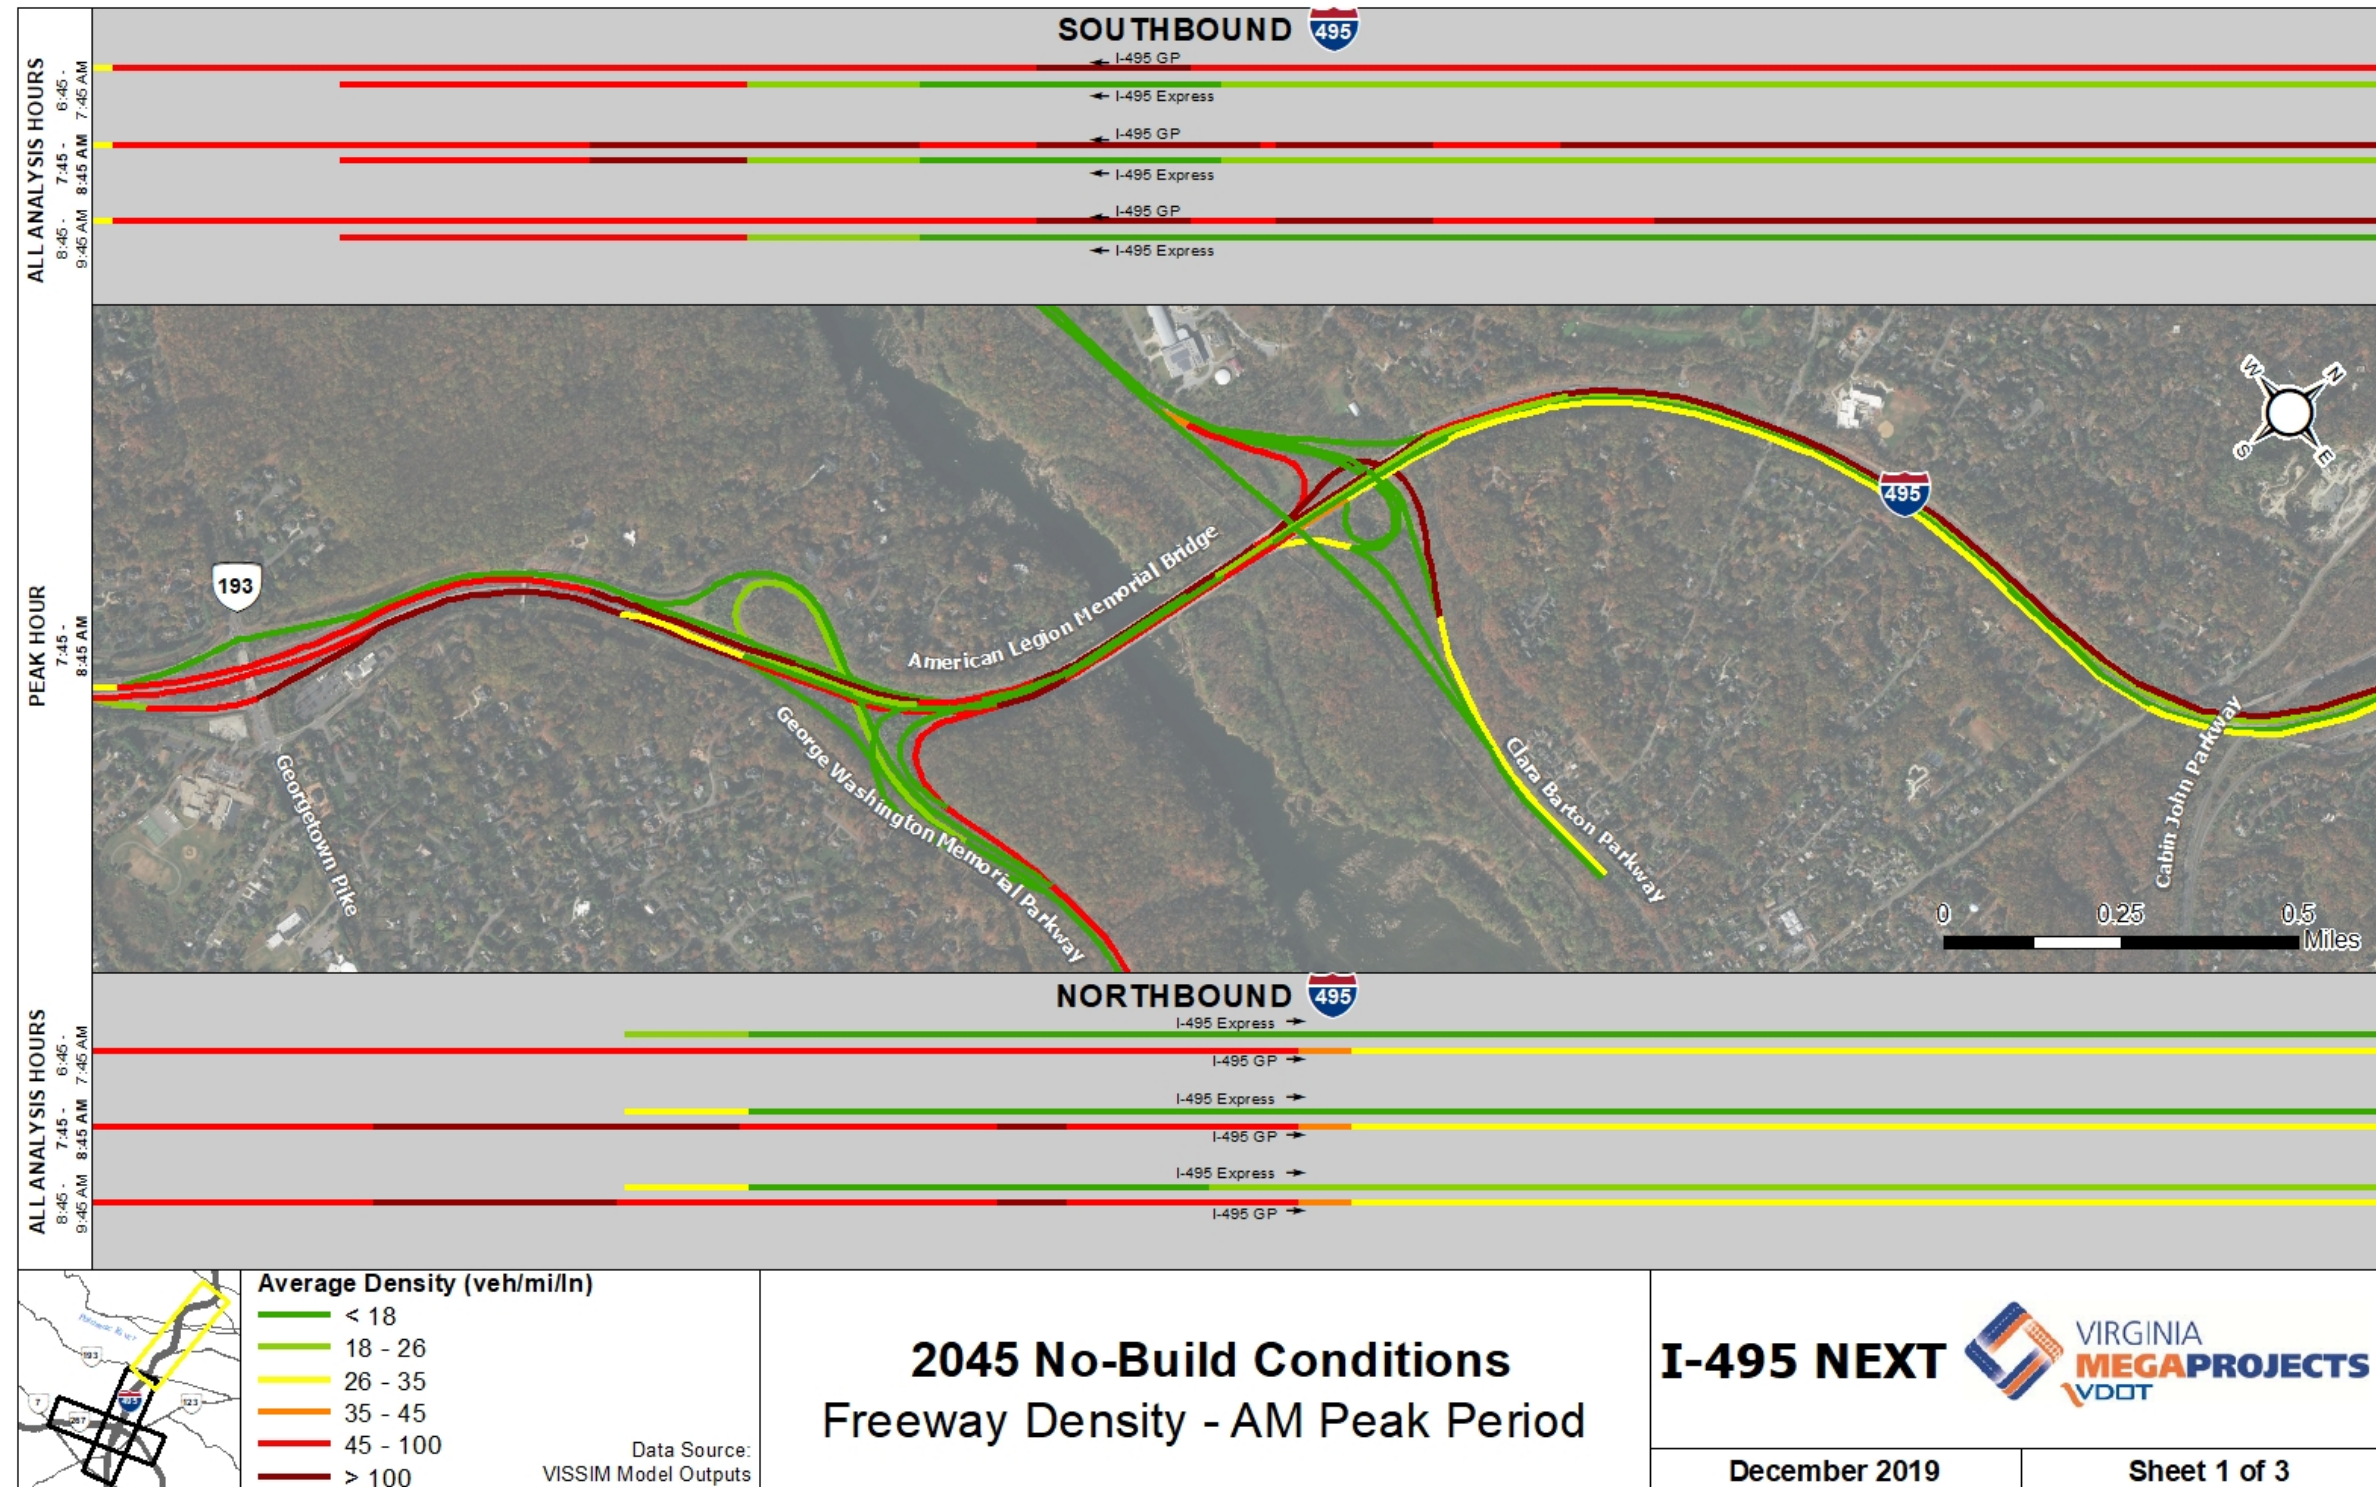 SOUTHBOUND 495
ALL ANALYSIS HOURS
6:45 -
7:45 AM
I-495 GP
I-495 Express
7:45 -
8:45 AM
I-495 GP
I-495 Express
8:45 -
9:45 AM
I-495 GP
I-495 Express
PEAK HOUR
7:45 -
8:45 AM
193
495
W
N
S
E
American Legion Memorial Bridge
George Washington Memorial Parkway
Georgetown Pike
Clara Barton Parkway
Cabin John Parkway
0 0.25 0.5
Miles
NORTHBOUND 495
ALL ANALYSIS HOURS
6:45 -
7:45 AM
I-495 Express
I-495 GP
7:45 -
8:45 AM
I-495 Express
I-495 GP
8:45 -
9:45 AM
I-495 Express
I-495 GP
Potomac River
193
7
267
495
123
Average Density (veh/mi/ln)
< 18
18 - 26
26 - 35
35 - 45
45 - 100
> 100
Data Source:
VISSIM Model Outputs
2045 No-Build Conditions
Freeway Density - AM Peak Period
I-495 NEXT
VIRGINIA
MEGAPROJECTS
VDOT
December 2019
Sheet 1 of 3